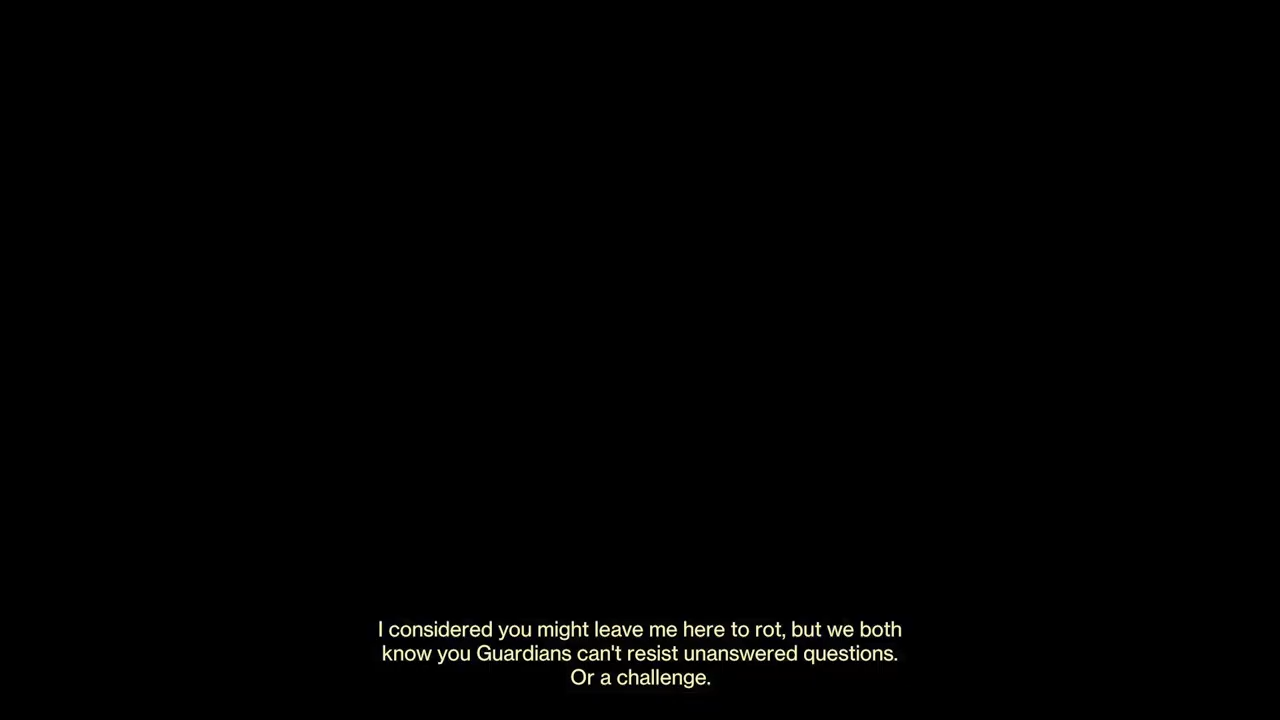 I considered you might leave me here to rot, but we both
know you Guardians can't resist unanswered questions.
Or a challenge.